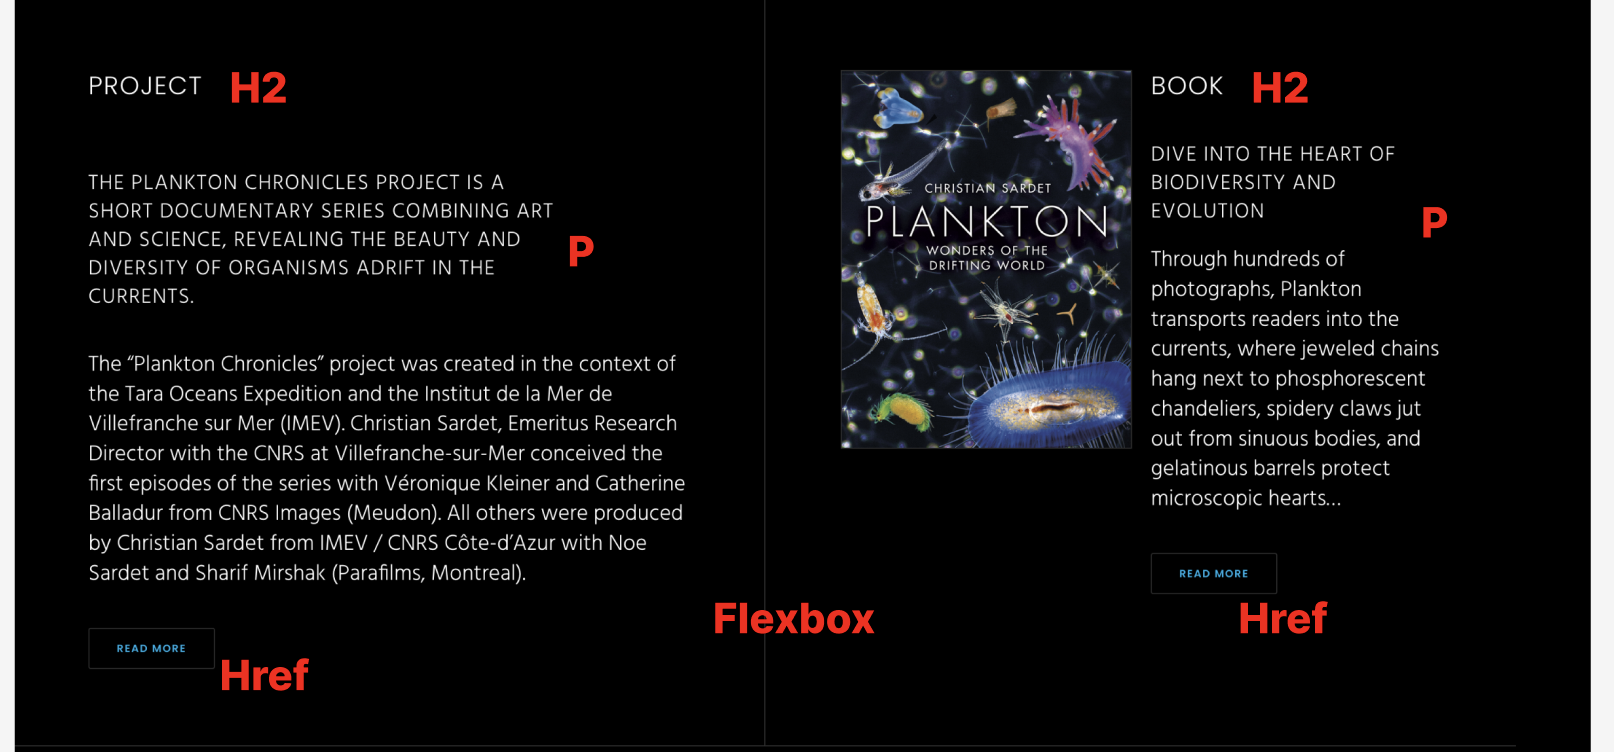 PROJECT H2
THE PLANKTON CHRONICLES PROJECT IS A
SHORT DOCUMENTARY SERIES COMBINING ART
AND SCIENCE, REVEALING THE BEAUTY AND
DIVERSITY OF ORGANISMS ADRIFT IN THE
CURRENTS.
P
The “Plankton Chronicles” project was created in the context of
the Tara Oceans Expedition and the Institut de la Mer de
Villefranche sur Mer (IMEV). Christian Sardet, Emeritus Research
Director with the CNRS at Villefranche-sur-Mer conceived the
first episodes of the series with Véronique Kleiner and Catherine
Balladur from CNRS Images (Meudon). All others were produced
by Christian Sardet from IMEV / CNRS Côte-d’Azur with Noe
Sardet and Sharif Mirshak (Parafilms, Montreal).
READ MORE
Href
Flexbox
CHRISTIAN SARDET
PLANKTON
WONDERS OF THE
DRIFTING WORLD
BOOK H2
DIVE INTO THE HEART OF
BIODIVERSITY AND
EVOLUTION
P
Through hundreds of
photographs, Plankton
transports readers into the
currents, where jeweled chains
hang next to phosphorescent
chandeliers, spidery claws jut
out from sinuous bodies, and
gelatinous barrels protect
microscopic hearts…
READ MORE
Href